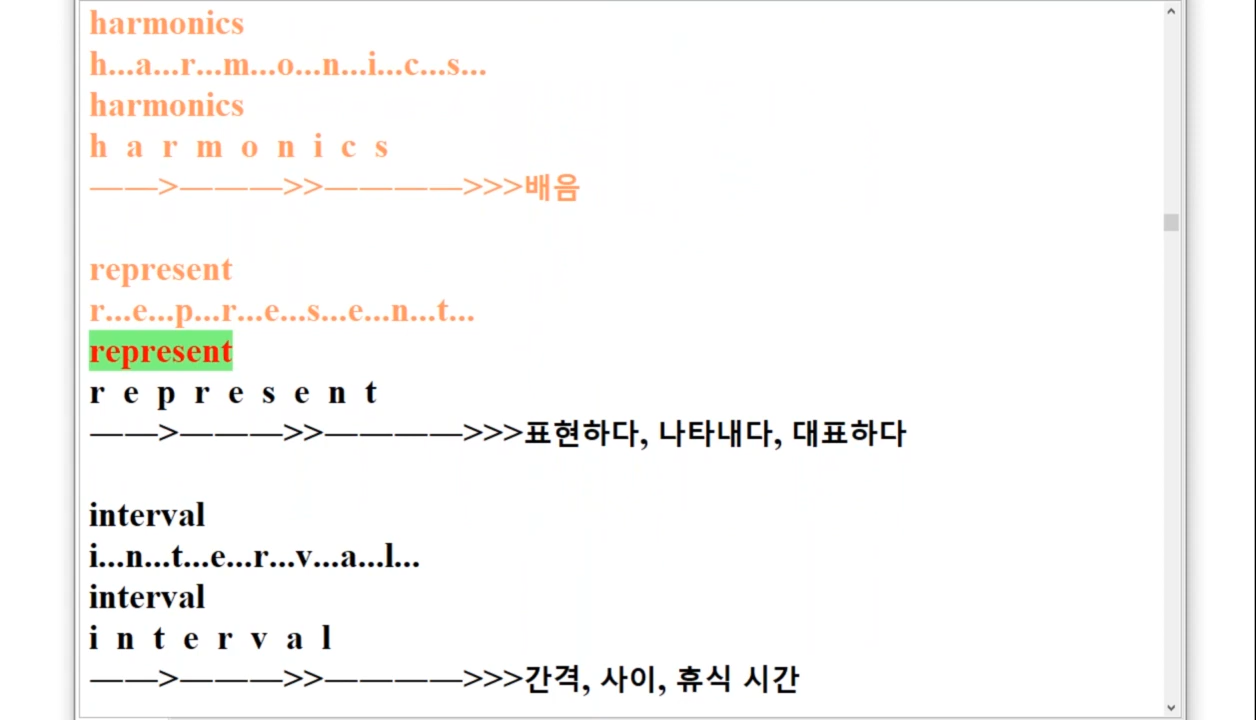 harmonics
h...a...r...m...o...n...i...c...s...
harmonics
h a r m o n i c s
——>———>>————>>>배음
represent
r...e...p...r...e...s...e...n...t...
represent
r e p r e s e n t
——>———>>————>>>표현하다, 나타내다, 대표하다
interval
i...n...t...e...r...v...a...l...
interval
i n t e r v a l
——>———>>————>>>간격, 사이, 휴식 시간